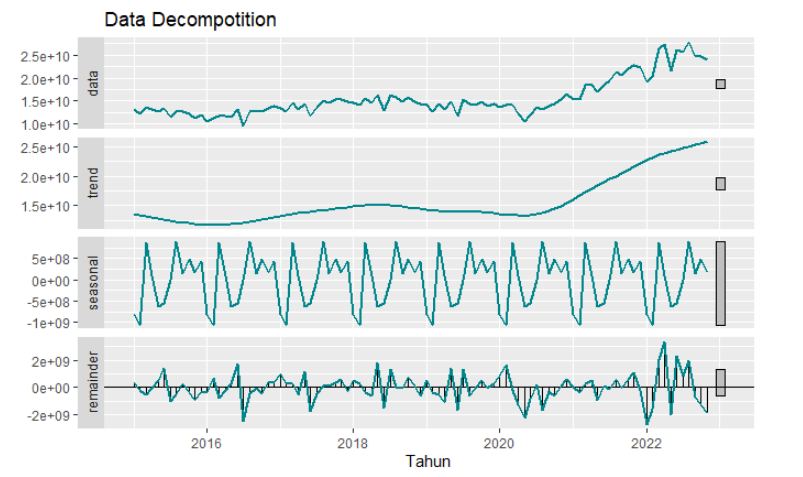 Data Decompotition
2.5e+10
2.0e+10
1.5e+10
1.0e+10
data
2.5e+10
2.0e+10
1.5e+10
trend
5e+08
0e+00
-5e+08
-1e+09
seasonal
2e+09
0e+00
-2e+09
remainder
2016 2018 2020 2022
Tahun